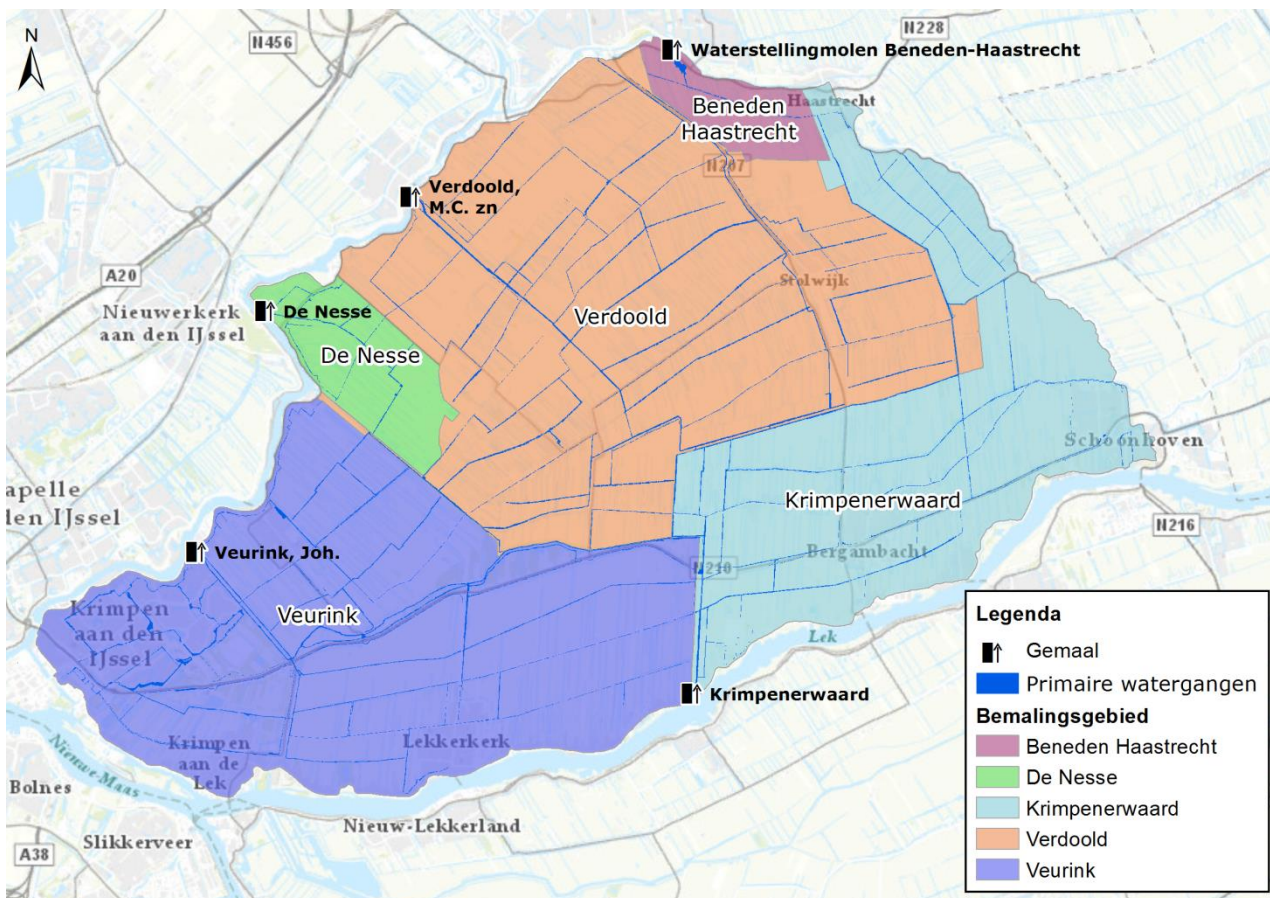 N456
N228
N
Waterstellingmolen Beneden-Haastrecht
Haastrecht
Beneden
Haastrecht
N207
Verdoold,
M.C. zn
A20
Stolwijk
Nieuwerkerk
aan den IJssel
De Nesse
Verdoold
De Nesse
Schoonhoven
apelle
den IJssel
Krimpenerwaard
N216
Veurink, Joh.
Bergambacht
N210
Krimpen
aan den
IJssel
Veurink
Lek
Krimpenerwaard
Krimpen
aan de
Lek
Lekkerkerk
Nieuwe-Maas
Bolnes
Nieuw-Lekkerland
Slikkerveer
A38
Legenda
Gemaal
Primaire watergangen
Bemalingsgebied
Beneden Haastrecht
De Nesse
Krimpenerwaard
Verdoold
Veurink